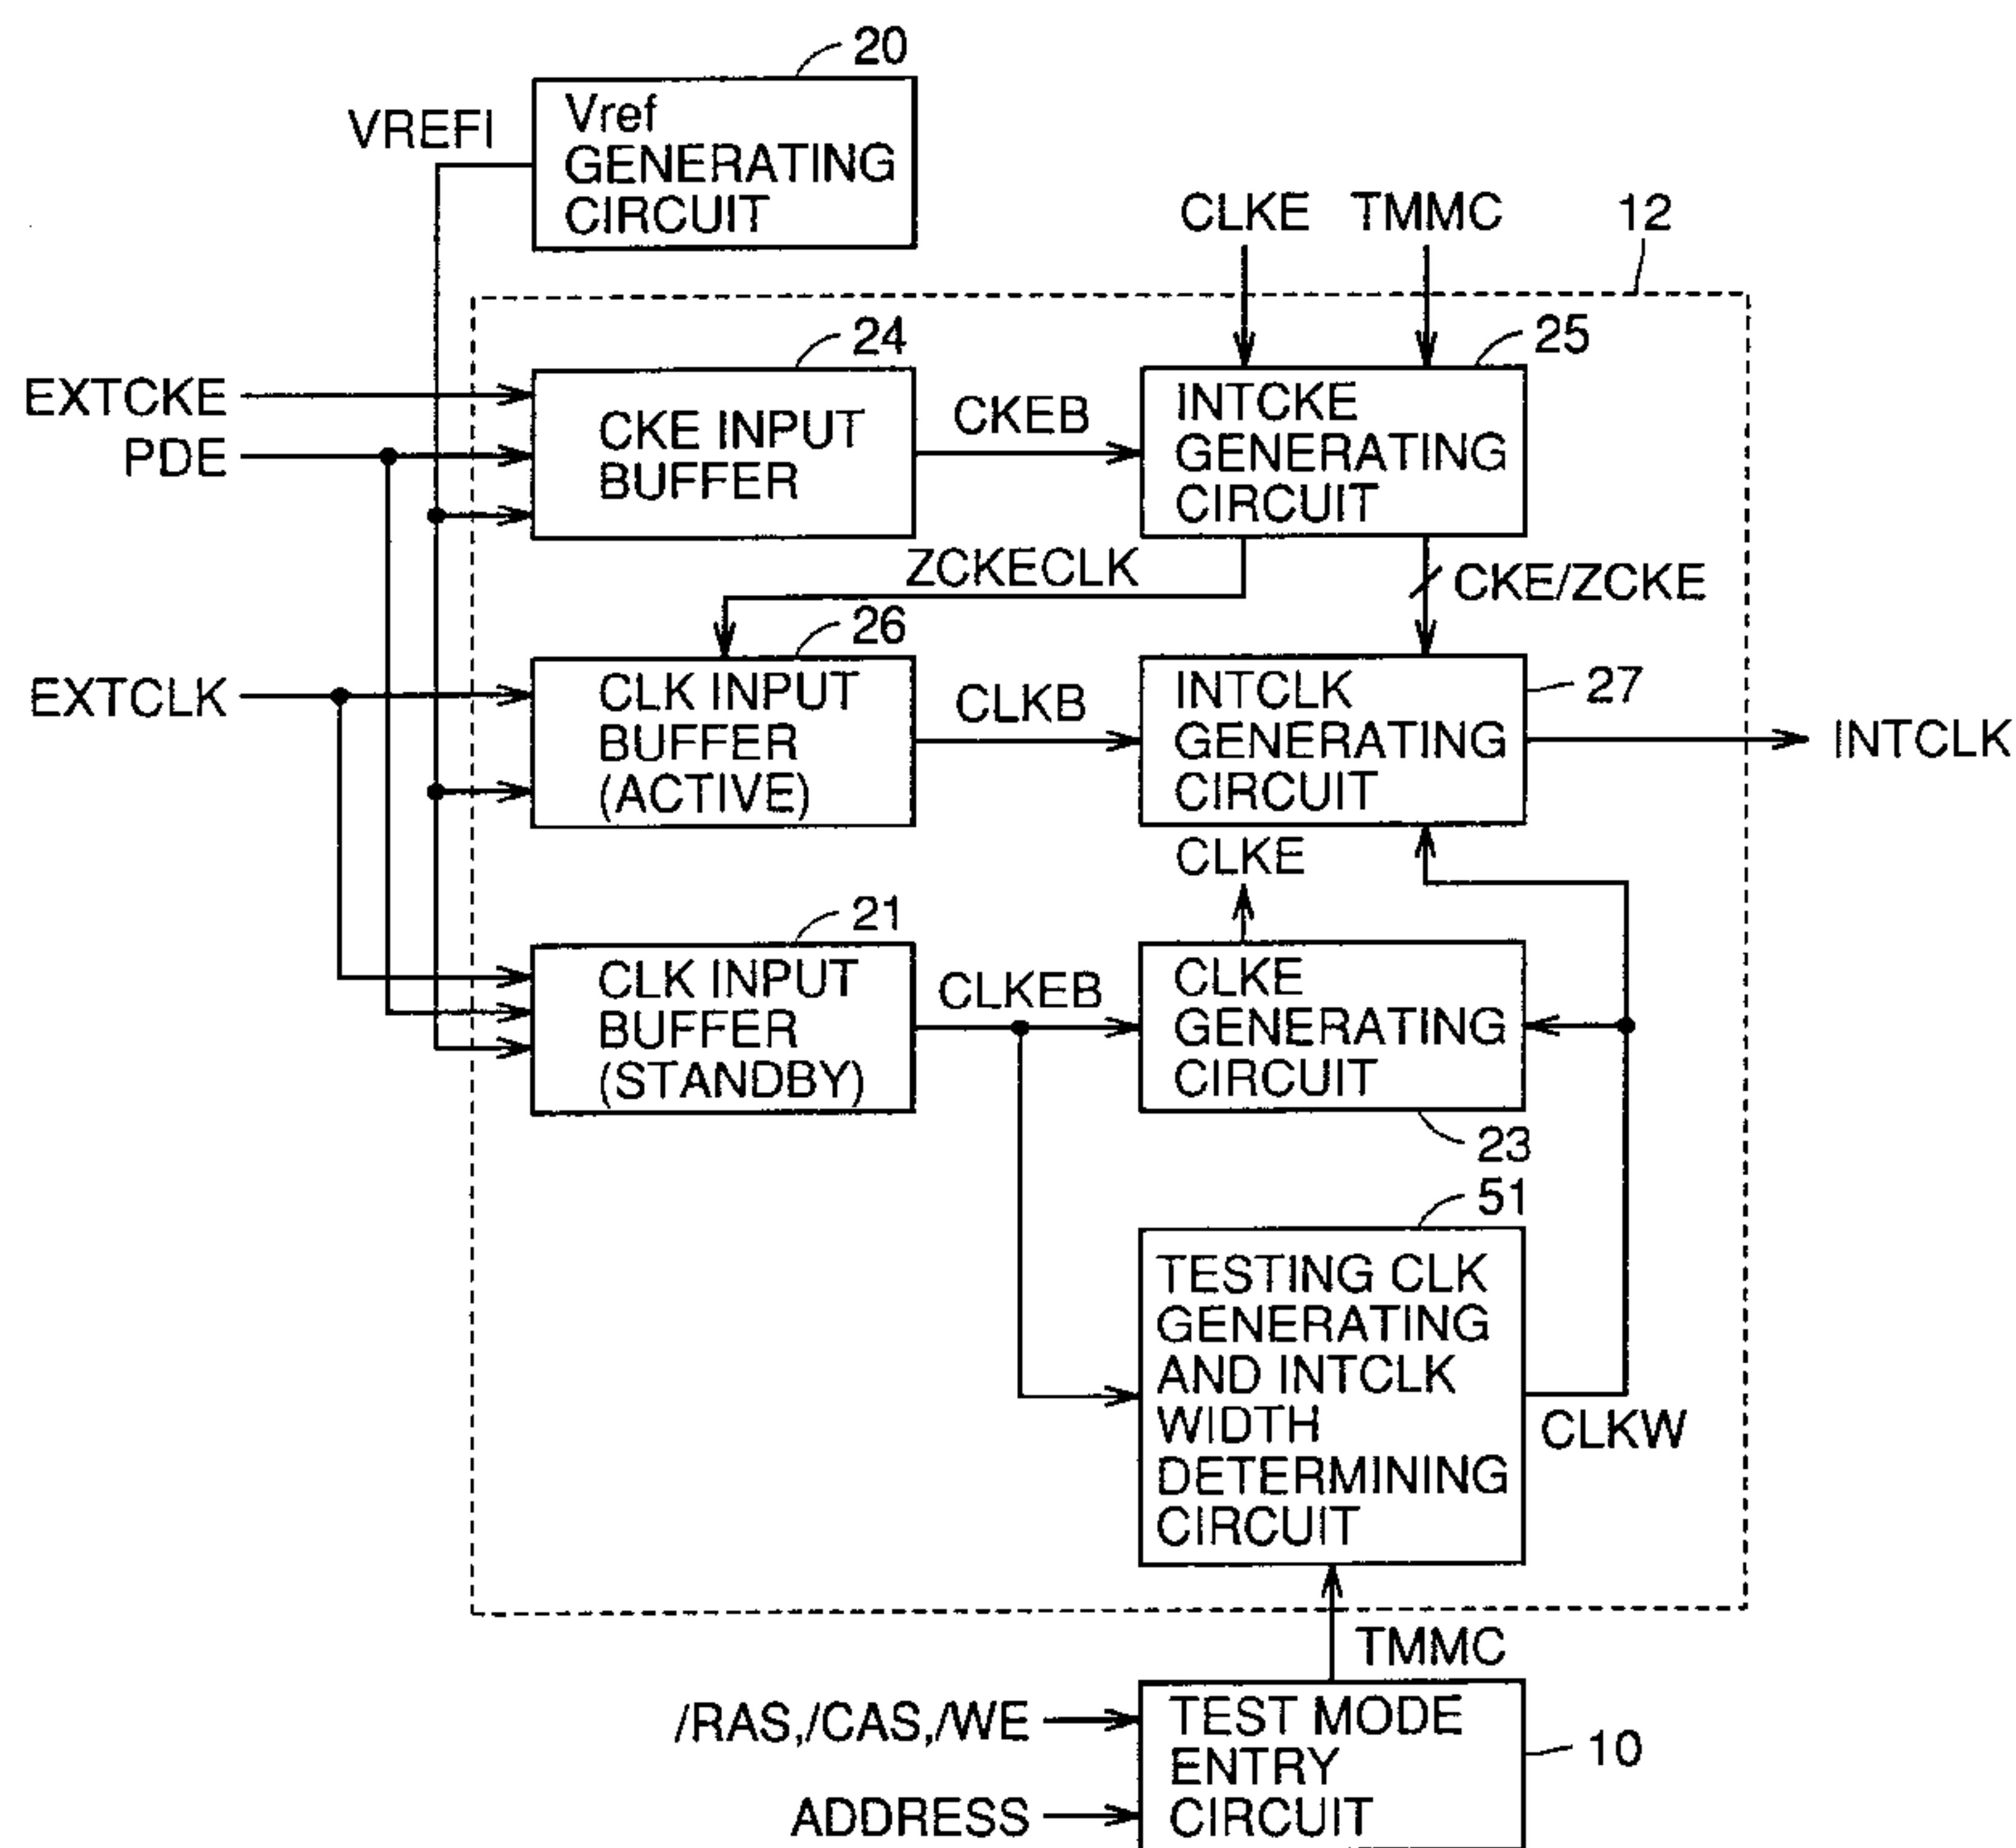 20
VREFI
Vref
GENERATING
CIRCUIT
CLKE
TMMC
12
24
25
EXTCKE
PDE
CKE INPUT
BUFFER
CKEB
INTCKE
GENERATING
CIRCUIT
ZCKECLK
CKE/ZCKE
26
27
EXTCLK
CLK INPUT
BUFFER
(ACTIVE)
CLKB
INTCLK
GENERATING
CIRCUIT
INTCLK
CLKE
21
CLK INPUT
BUFFER
(STANDBY)
CLKEB
CLKE
GENERATING
CIRCUIT
23
51
TESTING CLK
GENERATING
AND INTCLK
WIDTH
DETERMINING
CIRCUIT
CLKW
TMMC
/RAS,/CAS,/WE
ADDRESS
TEST MODE
ENTRY
CIRCUIT
10